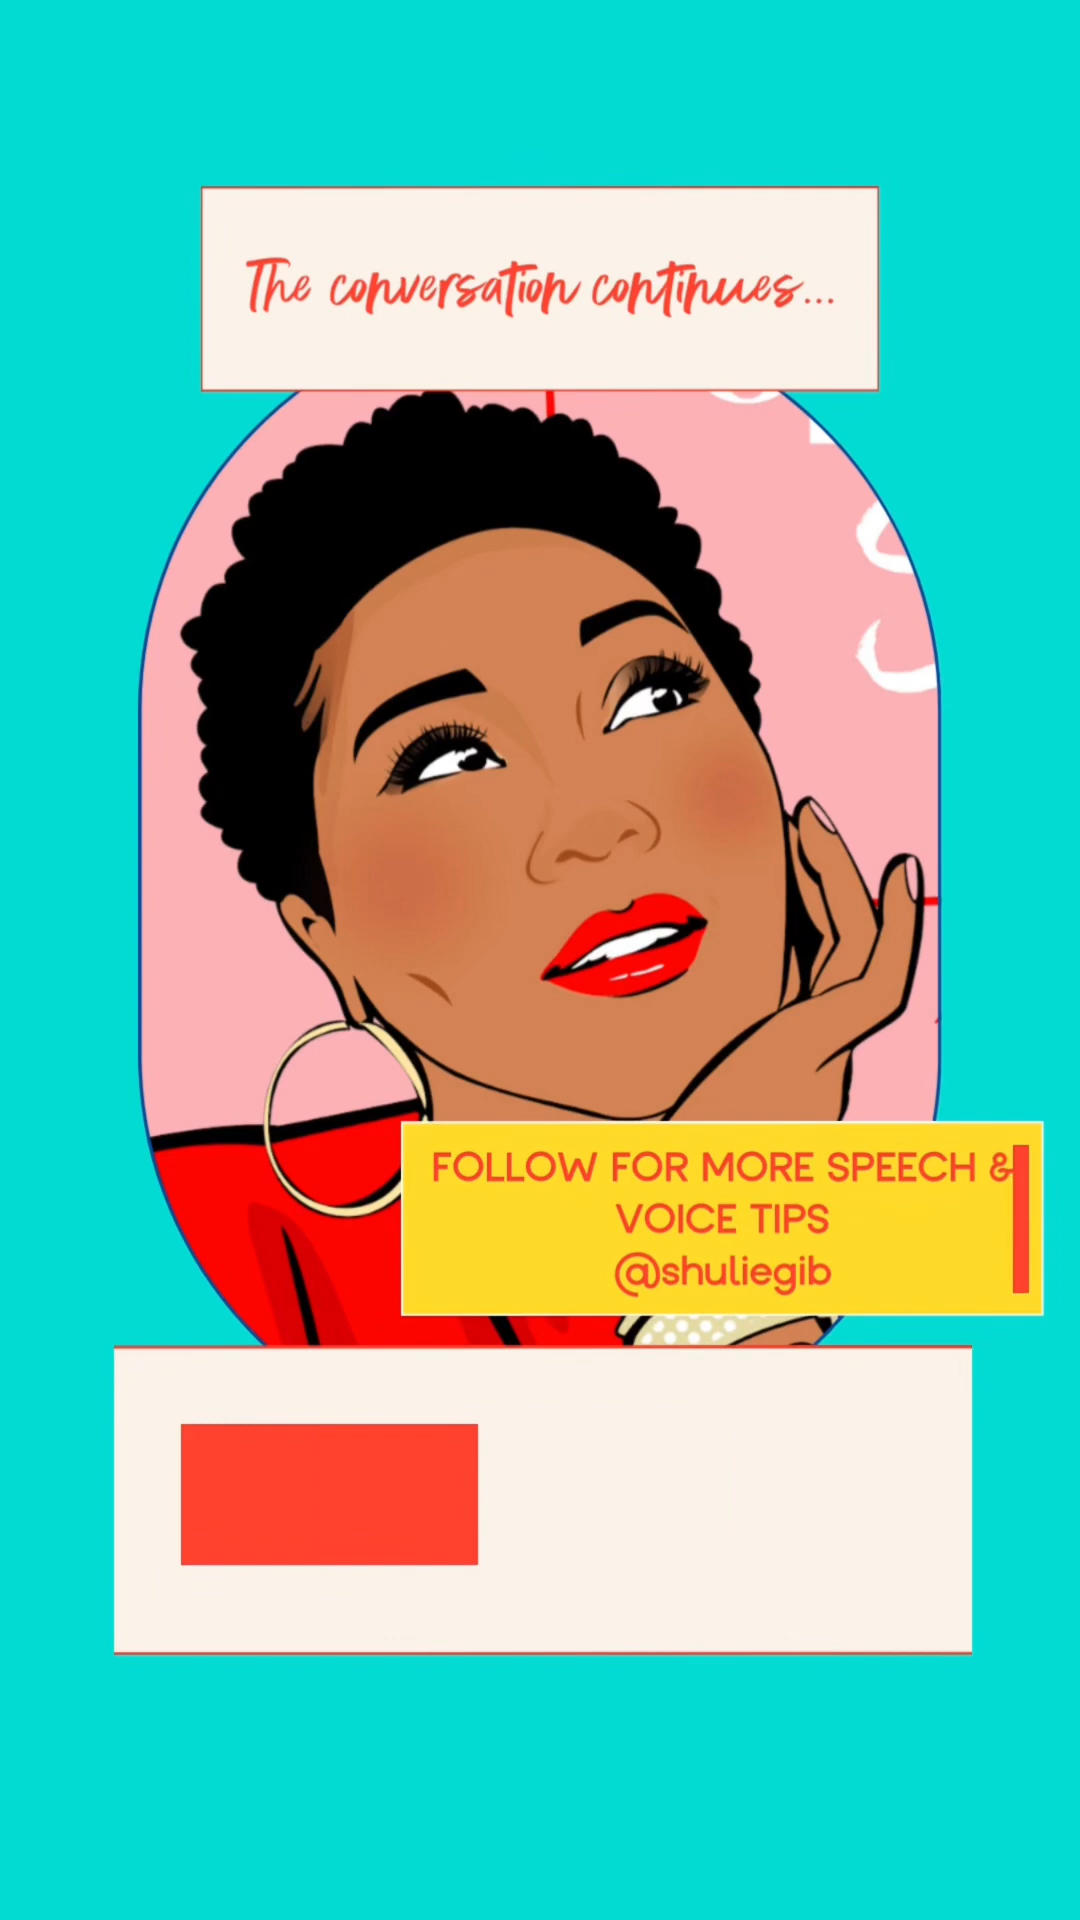 The conversation continues...
FOLLOW FOR MORE SPEECH &
VOICE TIPS
@shuliegib